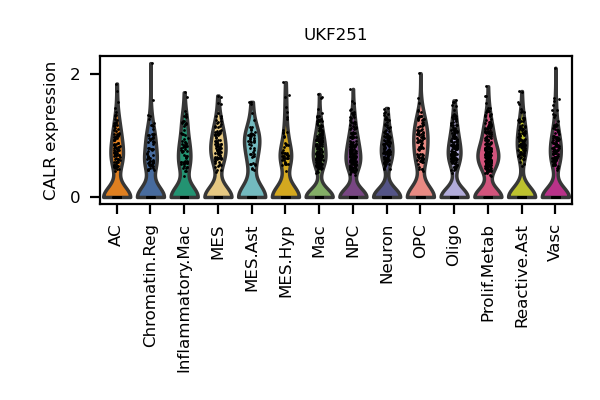 UKF251
CALR expression
2
0
AC
Chromatin.Reg
Inflammatory.Mac
MES
MES.Ast
MES.Hyp
Mac
NPC
Neuron
OPC
Oligo
Prolif.Metab
Reactive.Ast
Vasc